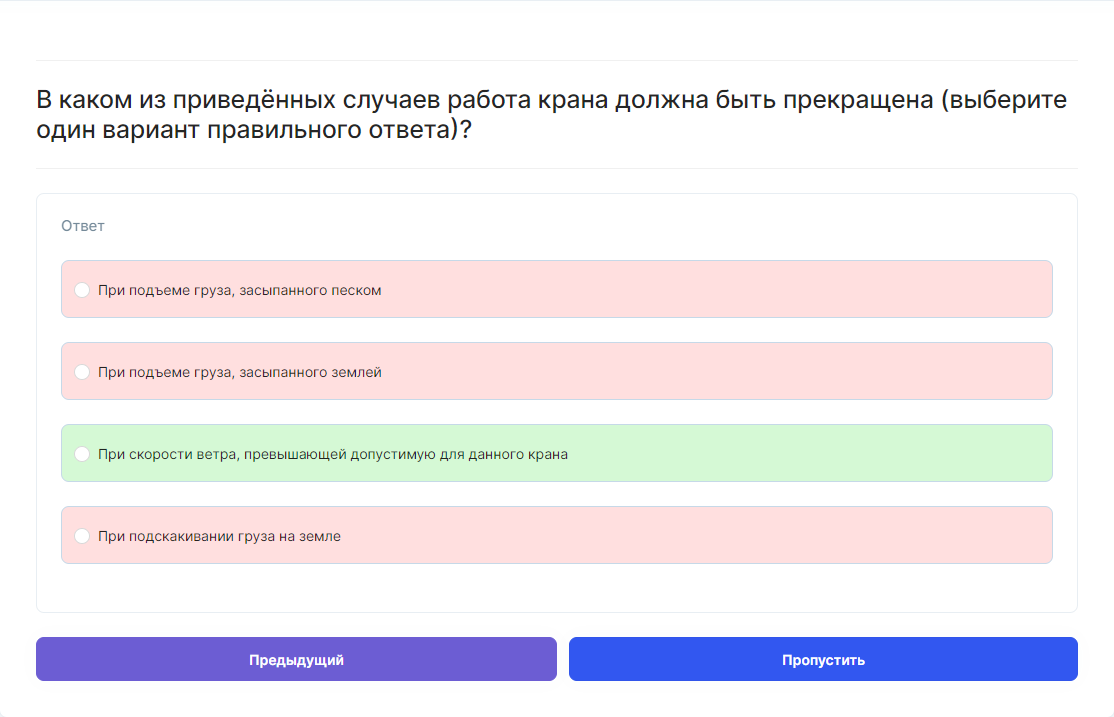 В каком из приведённых случаев работа крана должна быть прекращена (выберите
один вариант правильного ответа)?
Ответ
При подъеме груза, засыпанного песком
При подъеме груза, засыпанного землей
При скорости ветра, превышающей допустимую для данного крана
При подскакивании груза на земле
Предыдущий
Пропустить